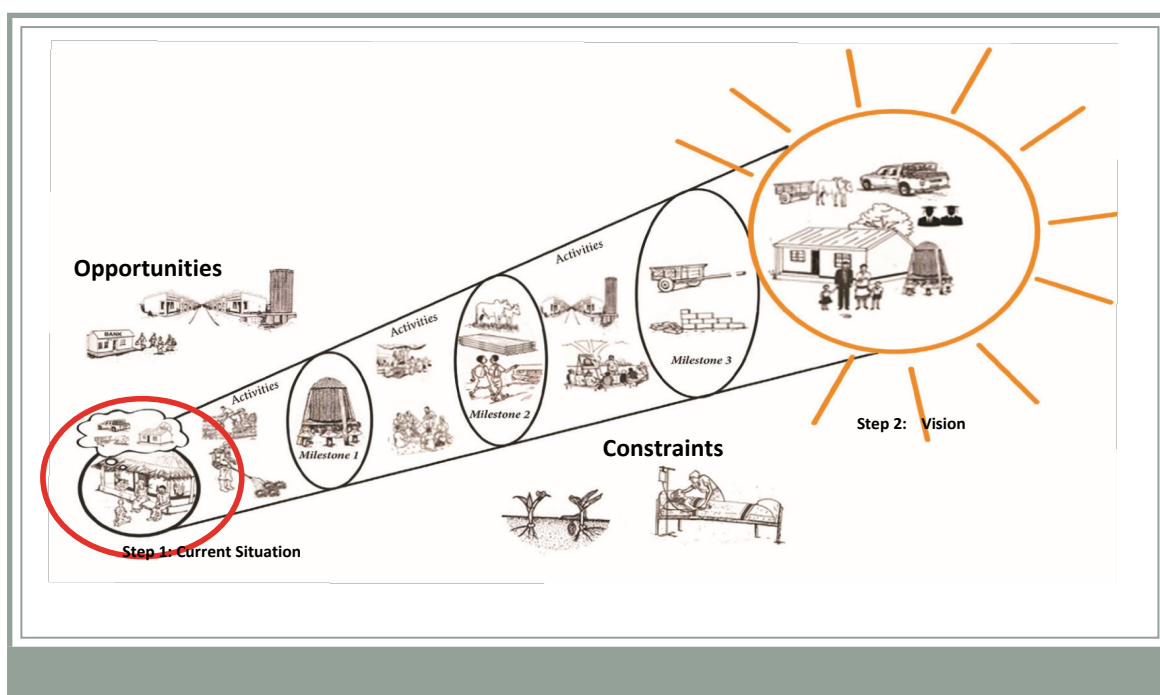 Opportunities
BANK
Activities
Activities
Activities
Milestone 1
Milestone 2
Milestone 3
Step 2: Vision
Constraints
Step 1: Current Situation